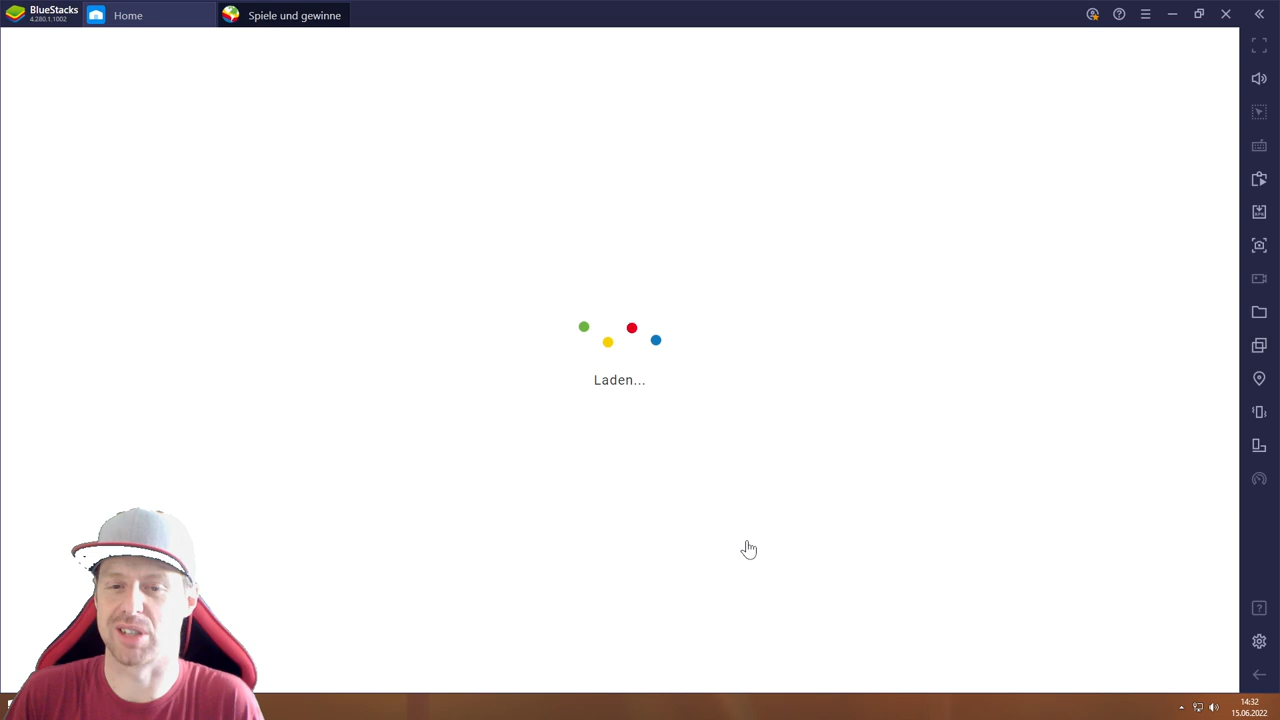 BlueStacks
4.280.1.1002
Home
Spiele und gewinne
Laden...
14:32
15.06.2022